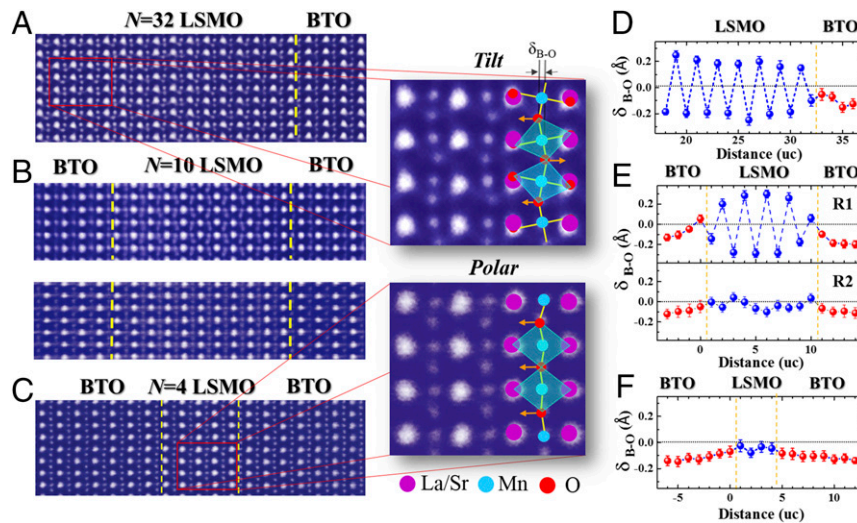 A
N=32 LSMO BTO
B
BTO N=10 LSMO BTO
C
BTO N=4 LSMO BTO
δB-O
Tilt
Polar
La/Sr Mn O
D
LSMO BTO
δ B-O (Å)
0.2
0.0
-0.2
20 25 30 35
Distance (uc)
E
BTO LSMO BTO
R1
0.2
0.0
-0.2
R2
0.2
0.0
-0.2
δ B-O (Å)
0 5 10
Distance (uc)
F
BTO LSMO BTO
δ B-O (Å)
0.2
0.0
-0.2
-5 0 5 10
Distance (uc)